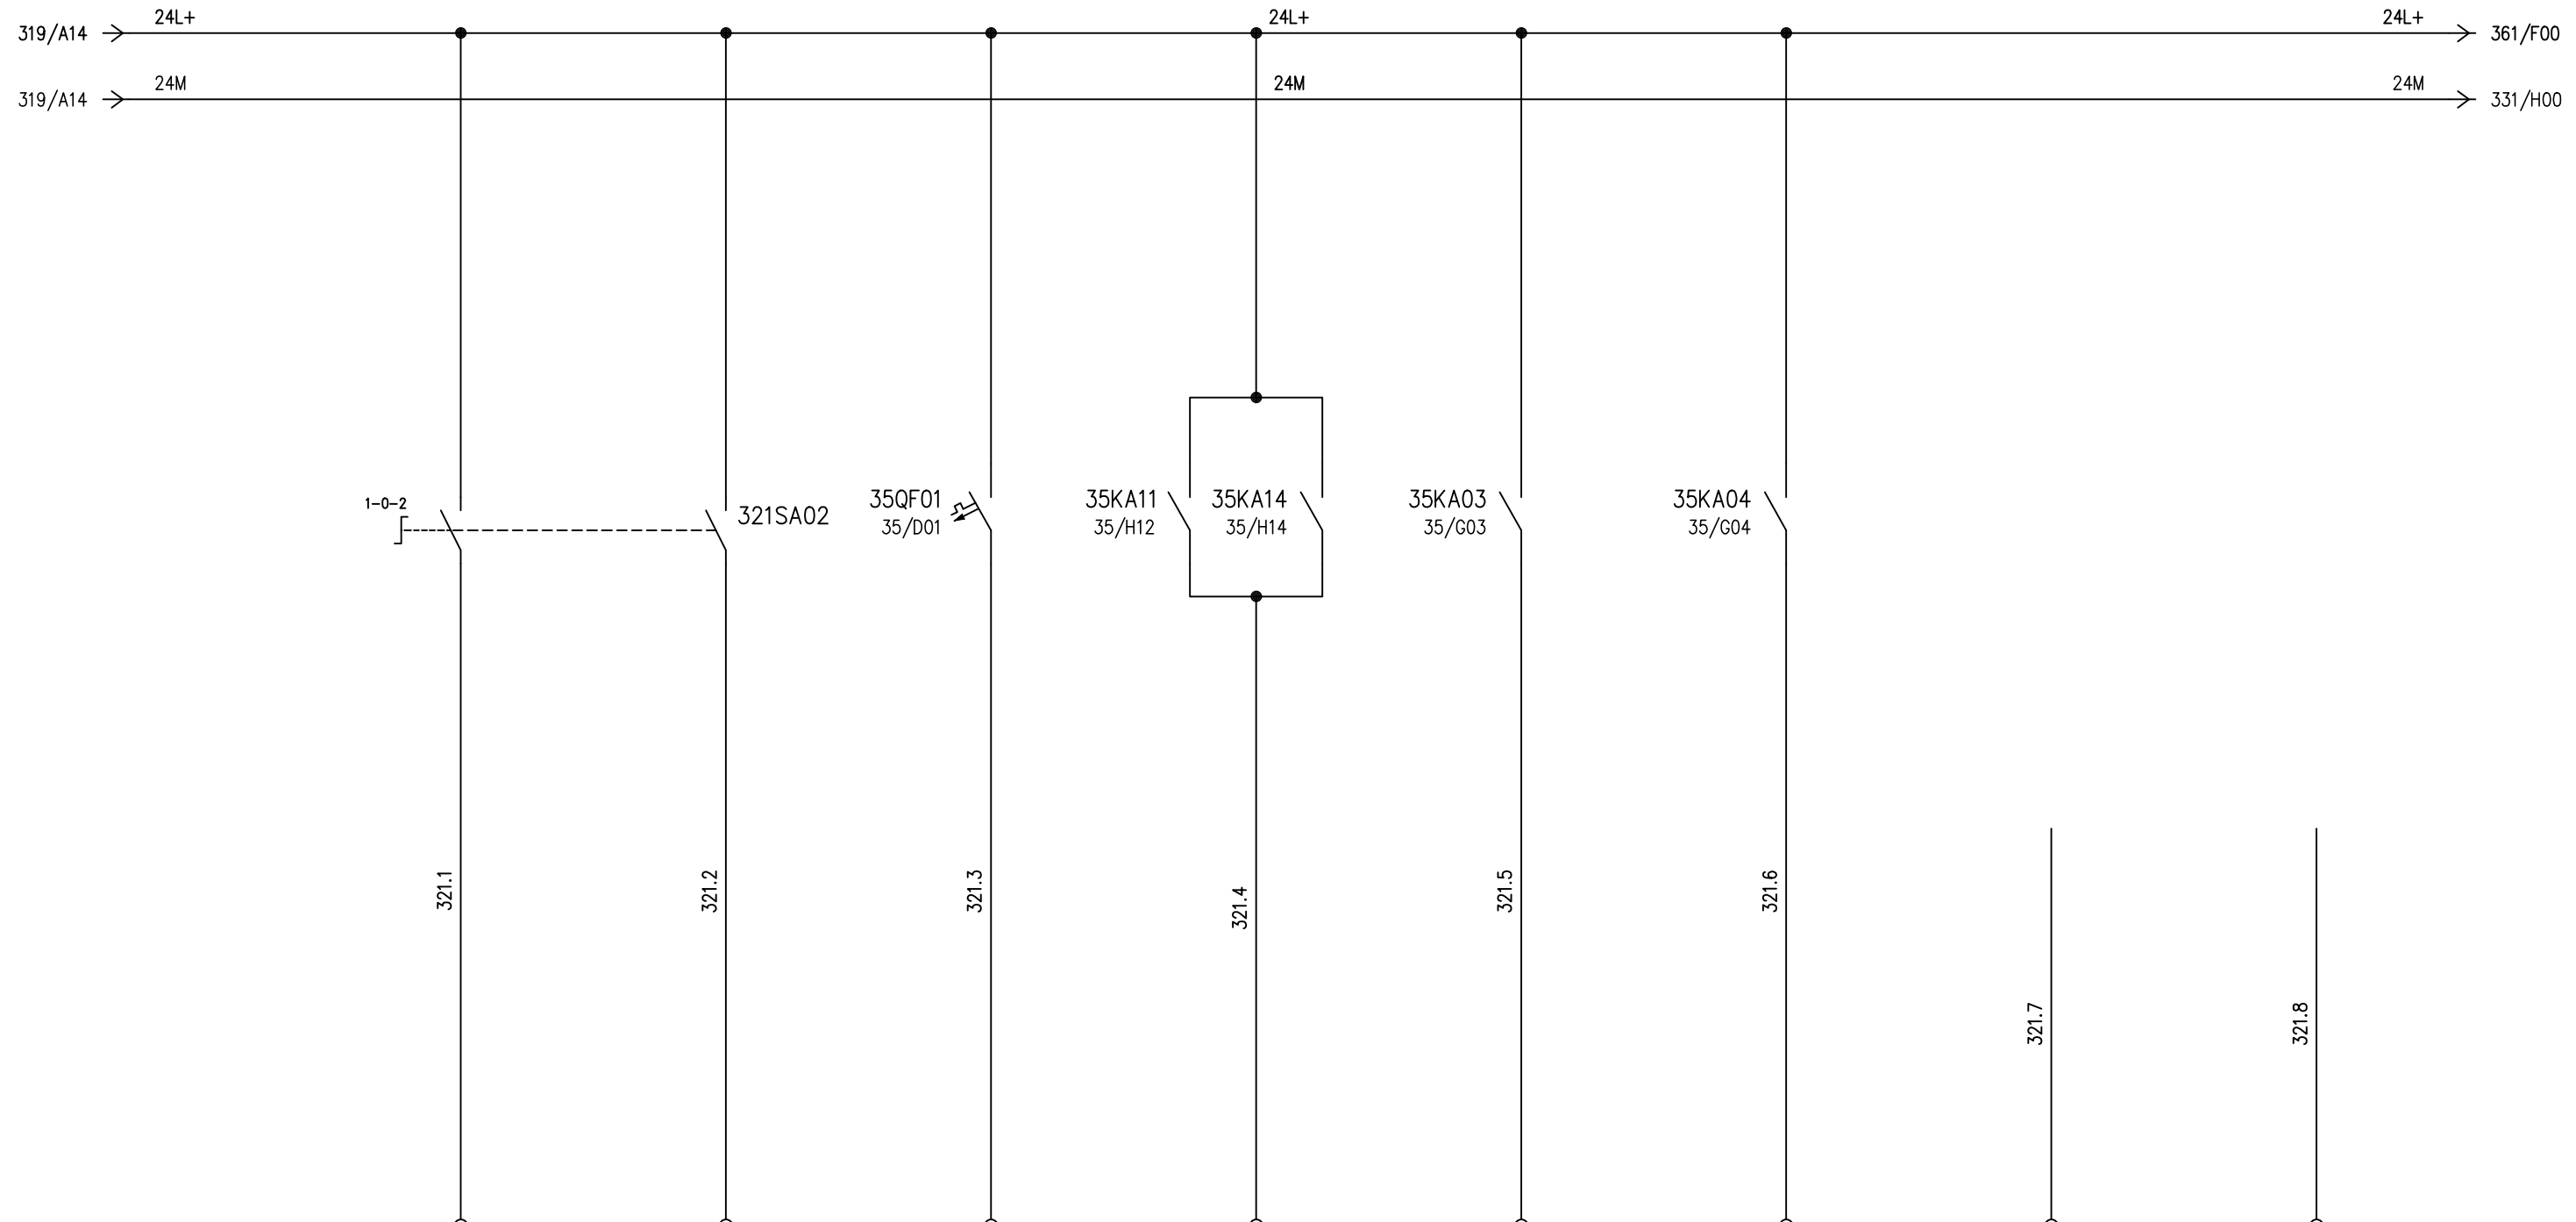 319/A14
24L+
24L+
24L+
361/F00
319/A14
24M
24M
24M
331/H00
1-0-2
321SA02
35QF01
35/D01
35KA11
35/H12
35KA14
35/H14
35KA03
35/G03
35KA04
35/G04
321.1
321.2
321.3
321.4
321.5
321.6
321.7
321.8